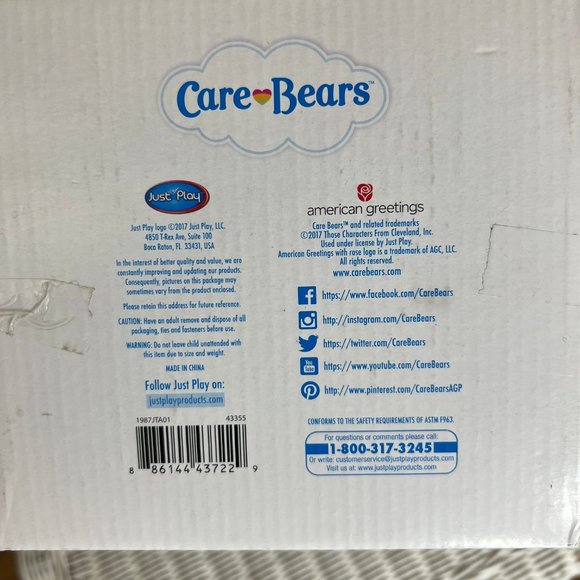 Care Bears™
Just Play
Just Play logo ©2017 Just Play, LLC.
4850 T-Rex Ave, Suite 100
Boca Raton, FL 33431, USA
In the interest of better quality and value, we are
constantly improving and updating our products.
Consequently, pictures on this package may
sometimes vary from the product enclosed.
Please retain this address for future reference.
CAUTION: Have an adult remove and dispose of all
packaging, ties and fasteners before use.
WARNING: Do not leave child unattended with
this item due to size and weight.
MADE IN CHINA
Follow Just Play on:
justplayproducts.com
1987JTA01 43355
8 86144 43722 9
american greetings
Care Bears™ and related trademarks
©2017 Those Characters From Cleveland, Inc.
Used under license by Just Play.
American Greetings with rose logo is a trademark of AGC, LLC.
All rights reserved.
www.carebears.com
https://www.facebook.com/CareBears
http://instagram.com/CareBears
https://twitter.com/CareBears
You Tube https://www.youtube.com/CareBears
http://www.pinterest.com/CareBearsAGP
CONFORMS TO THE SAFETY REQUIREMENTS OF ASTM F963.
For questions or comments please call:
1-800-317-3245
Or write: customerservice@justplayproducts.com
Visit us at: www.justplayproducts.com